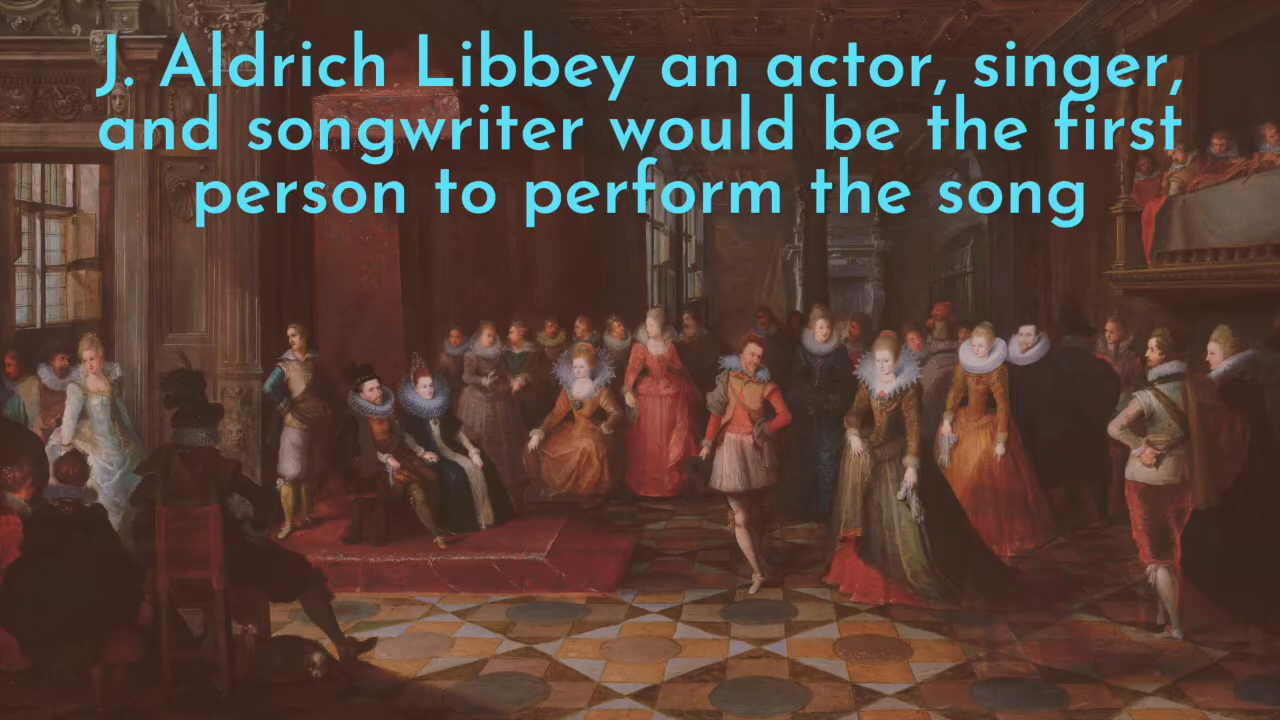 J. Aldrich Libbey an actor, singer,
and songwriter would be the first
person to perform the song